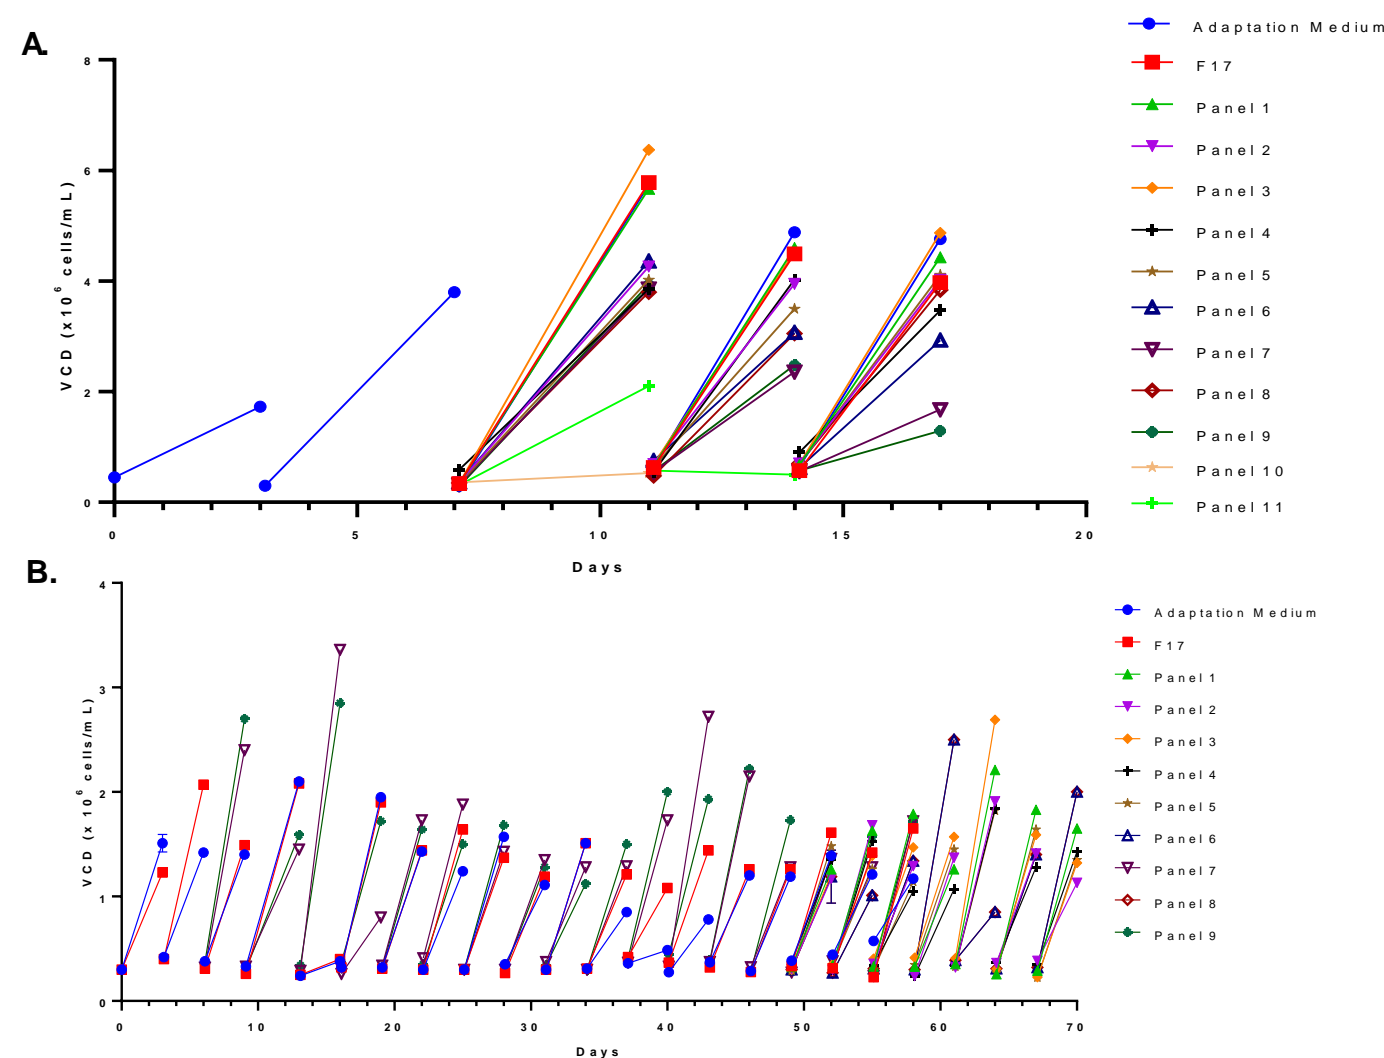 A.
8
6
4
2
0
VCD (x 10⁶ cells/mL)
0 5 10 15 20
Days
Adaptation Medium
F17
Panel 1
Panel 2
Panel 3
Panel 4
Panel 5
Panel 6
Panel 7
Panel 8
Panel 9
Panel 10
Panel 11
B.
4
3
2
1
0
VCD (x 10⁶ cells/mL)
0 10 20 30 40 50 60 70
Days
Adaptation Medium
F17
Panel 1
Panel 2
Panel 3
Panel 4
Panel 5
Panel 6
Panel 7
Panel 8
Panel 9